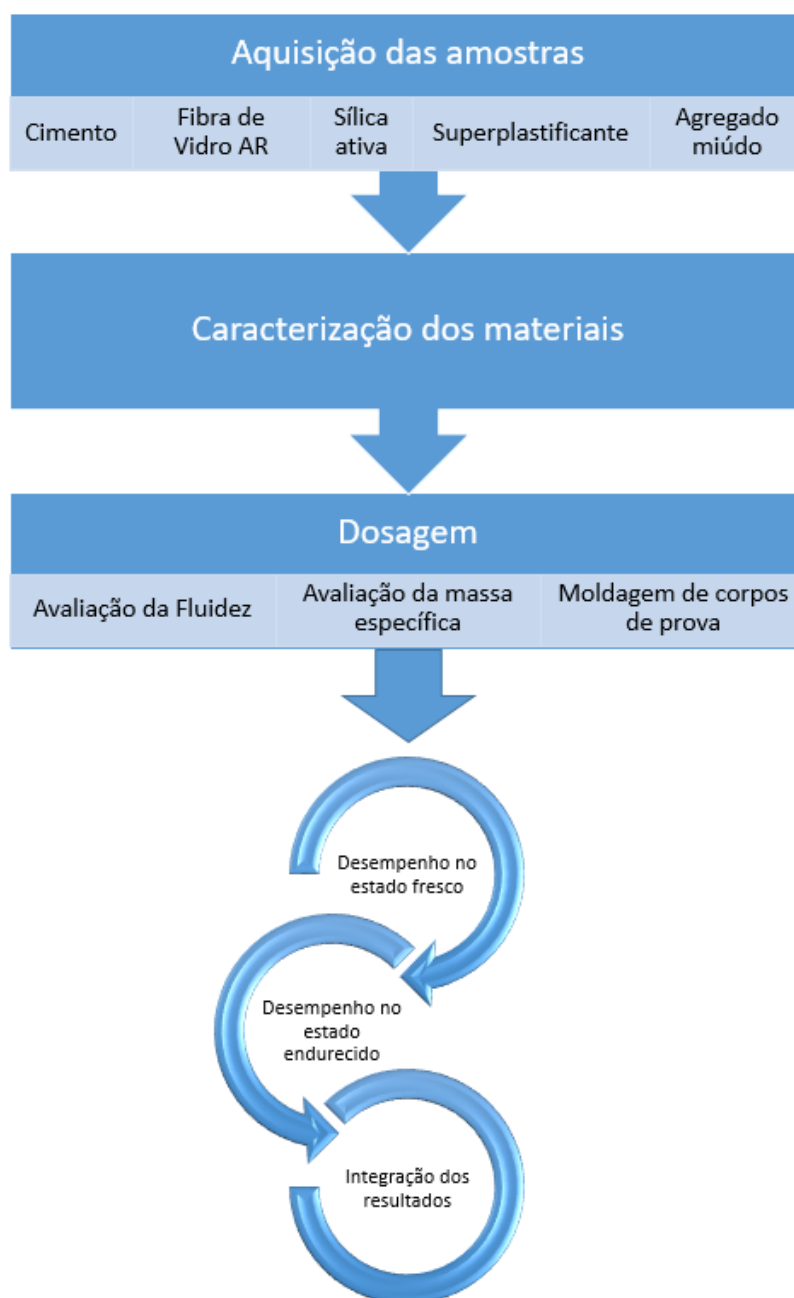 Aquisição das amostras
Cimento
Fibra de
Vidro AR
Sílica
ativa
Superplastificante
Agregado
miúdo
Caracterização dos materiais
Dosagem
Avaliação da Fluidez
Avaliação da massa
específica
Moldagem de corpos
de prova
Desempenho no
estado fresco
Desempenho no
estado
endurecido
Integração dos
resultados